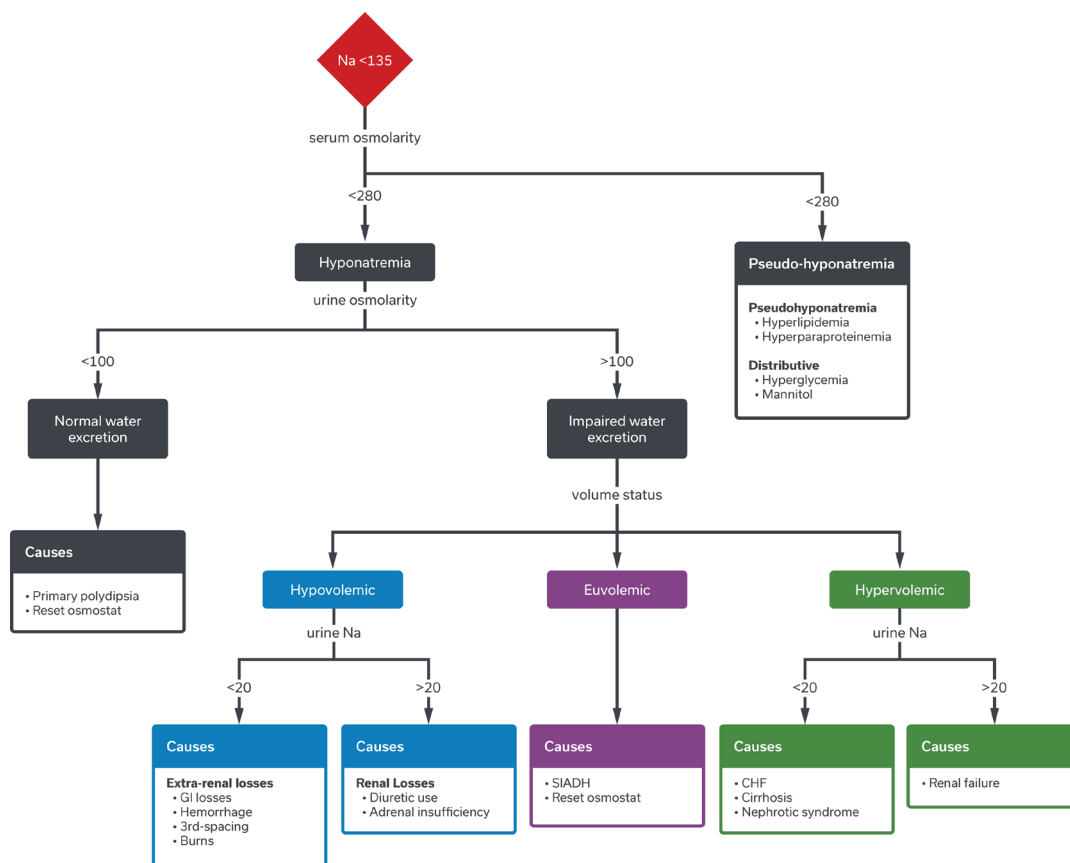 Na <135
serum osmolarity
<280
<280
Hyponatremia
Pseudo-hyponatremia
Pseudohyponatremia
• Hyperlipidemia
• Hyperparaproteinemia
Distributive
• Hyperglycemia
• Mannitol
urine osmolarity
<100
>100
Normal water
excretion
Impaired water
excretion
volume status
Causes
• Primary polydipsia
• Reset osmostat
Hypovolemic
Euvolemic
Hypervolemic
urine Na
urine Na
<20
>20
<20
>20
Causes
Extra-renal losses
• GI losses
• Hemorrhage
• 3rd-spacing
• Burns
Causes
Renal Losses
• Diuretic use
• Adrenal insufficiency
Causes
• SIADH
• Reset osmostat
Causes
• CHF
• Cirrhosis
• Nephrotic syndrome
Causes
• Renal failure